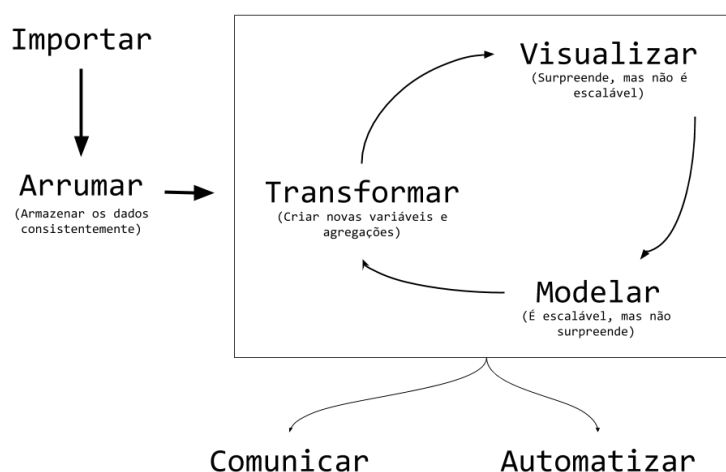 Importar
Arrumar
(Armazenar os dados
consistentemente)
Transformar
(Criar novas variáveis e
agregações)
Visualizar
(Surpreende, mas não é
escalável)
Modelar
(É escalável, mas não
surpreende)
Comunicar
Automatizar